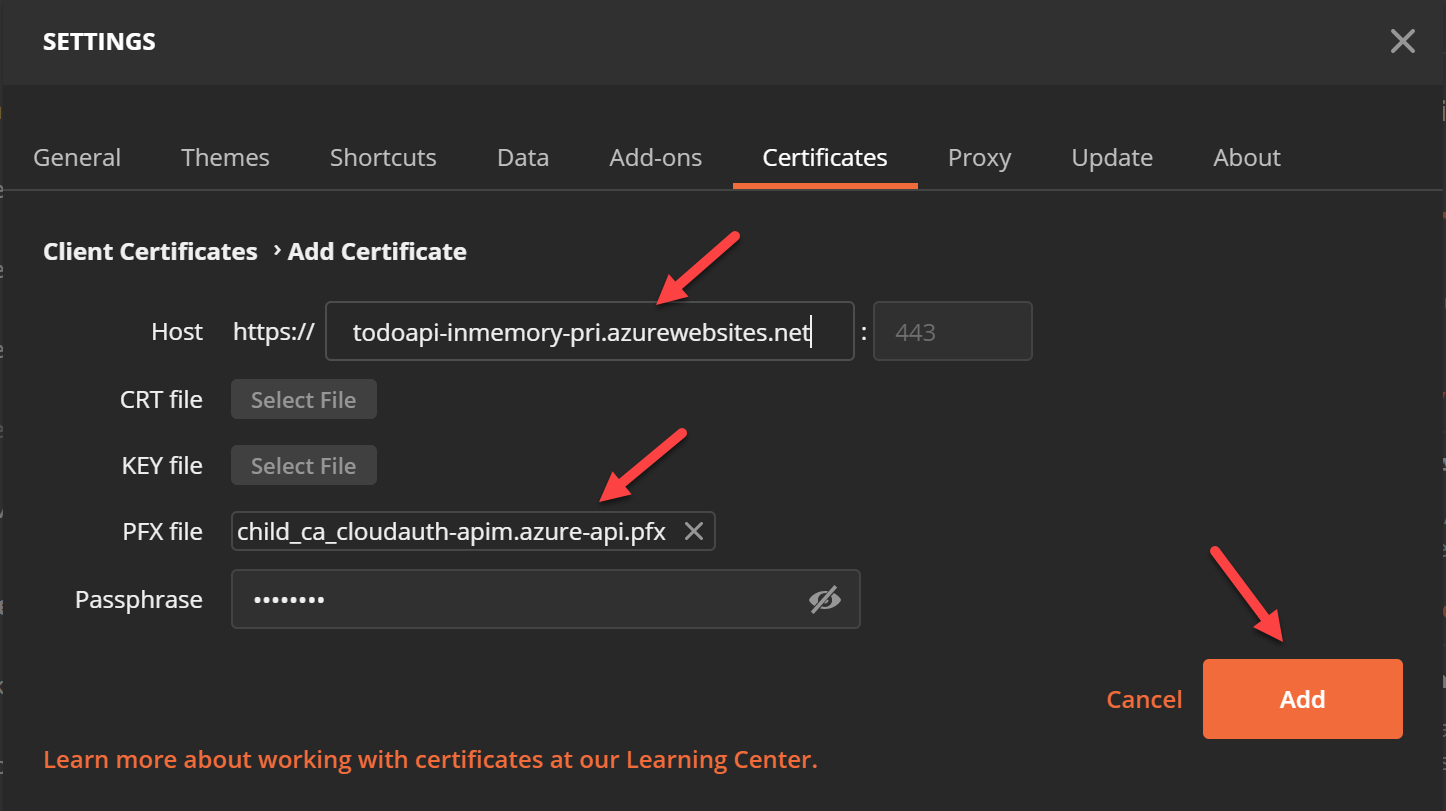 SETTINGS
General Themes Shortcuts Data Add-ons Certificates Proxy Update About
Client Certificates › Add Certificate
Host https:// todoapi-inmemory-pri.azurewebsites.net : 443
CRT file Select File
KEY file Select File
PFX file child_ca_cloudauth-apim.azure-api.pfx
Passphrase ••••••••
Cancel Add
Learn more about working with certificates at our Learning Center.